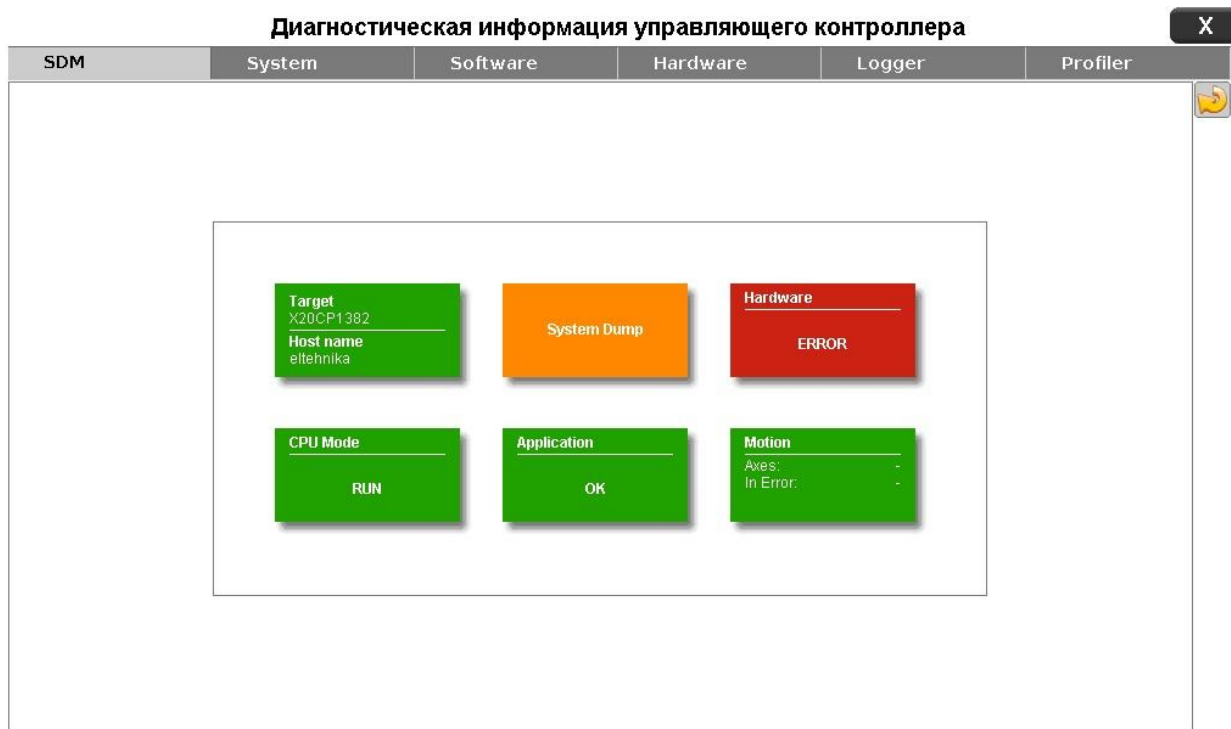 Диагностическая информация управляющего контроллера
X
SDM
System
Software
Hardware
Logger
Profiler
Target
X20CP1382
Host name
eltehnika
System Dump
Hardware
ERROR
CPU Mode
RUN
Application
OK
Motion
Axes: -
In Error: -